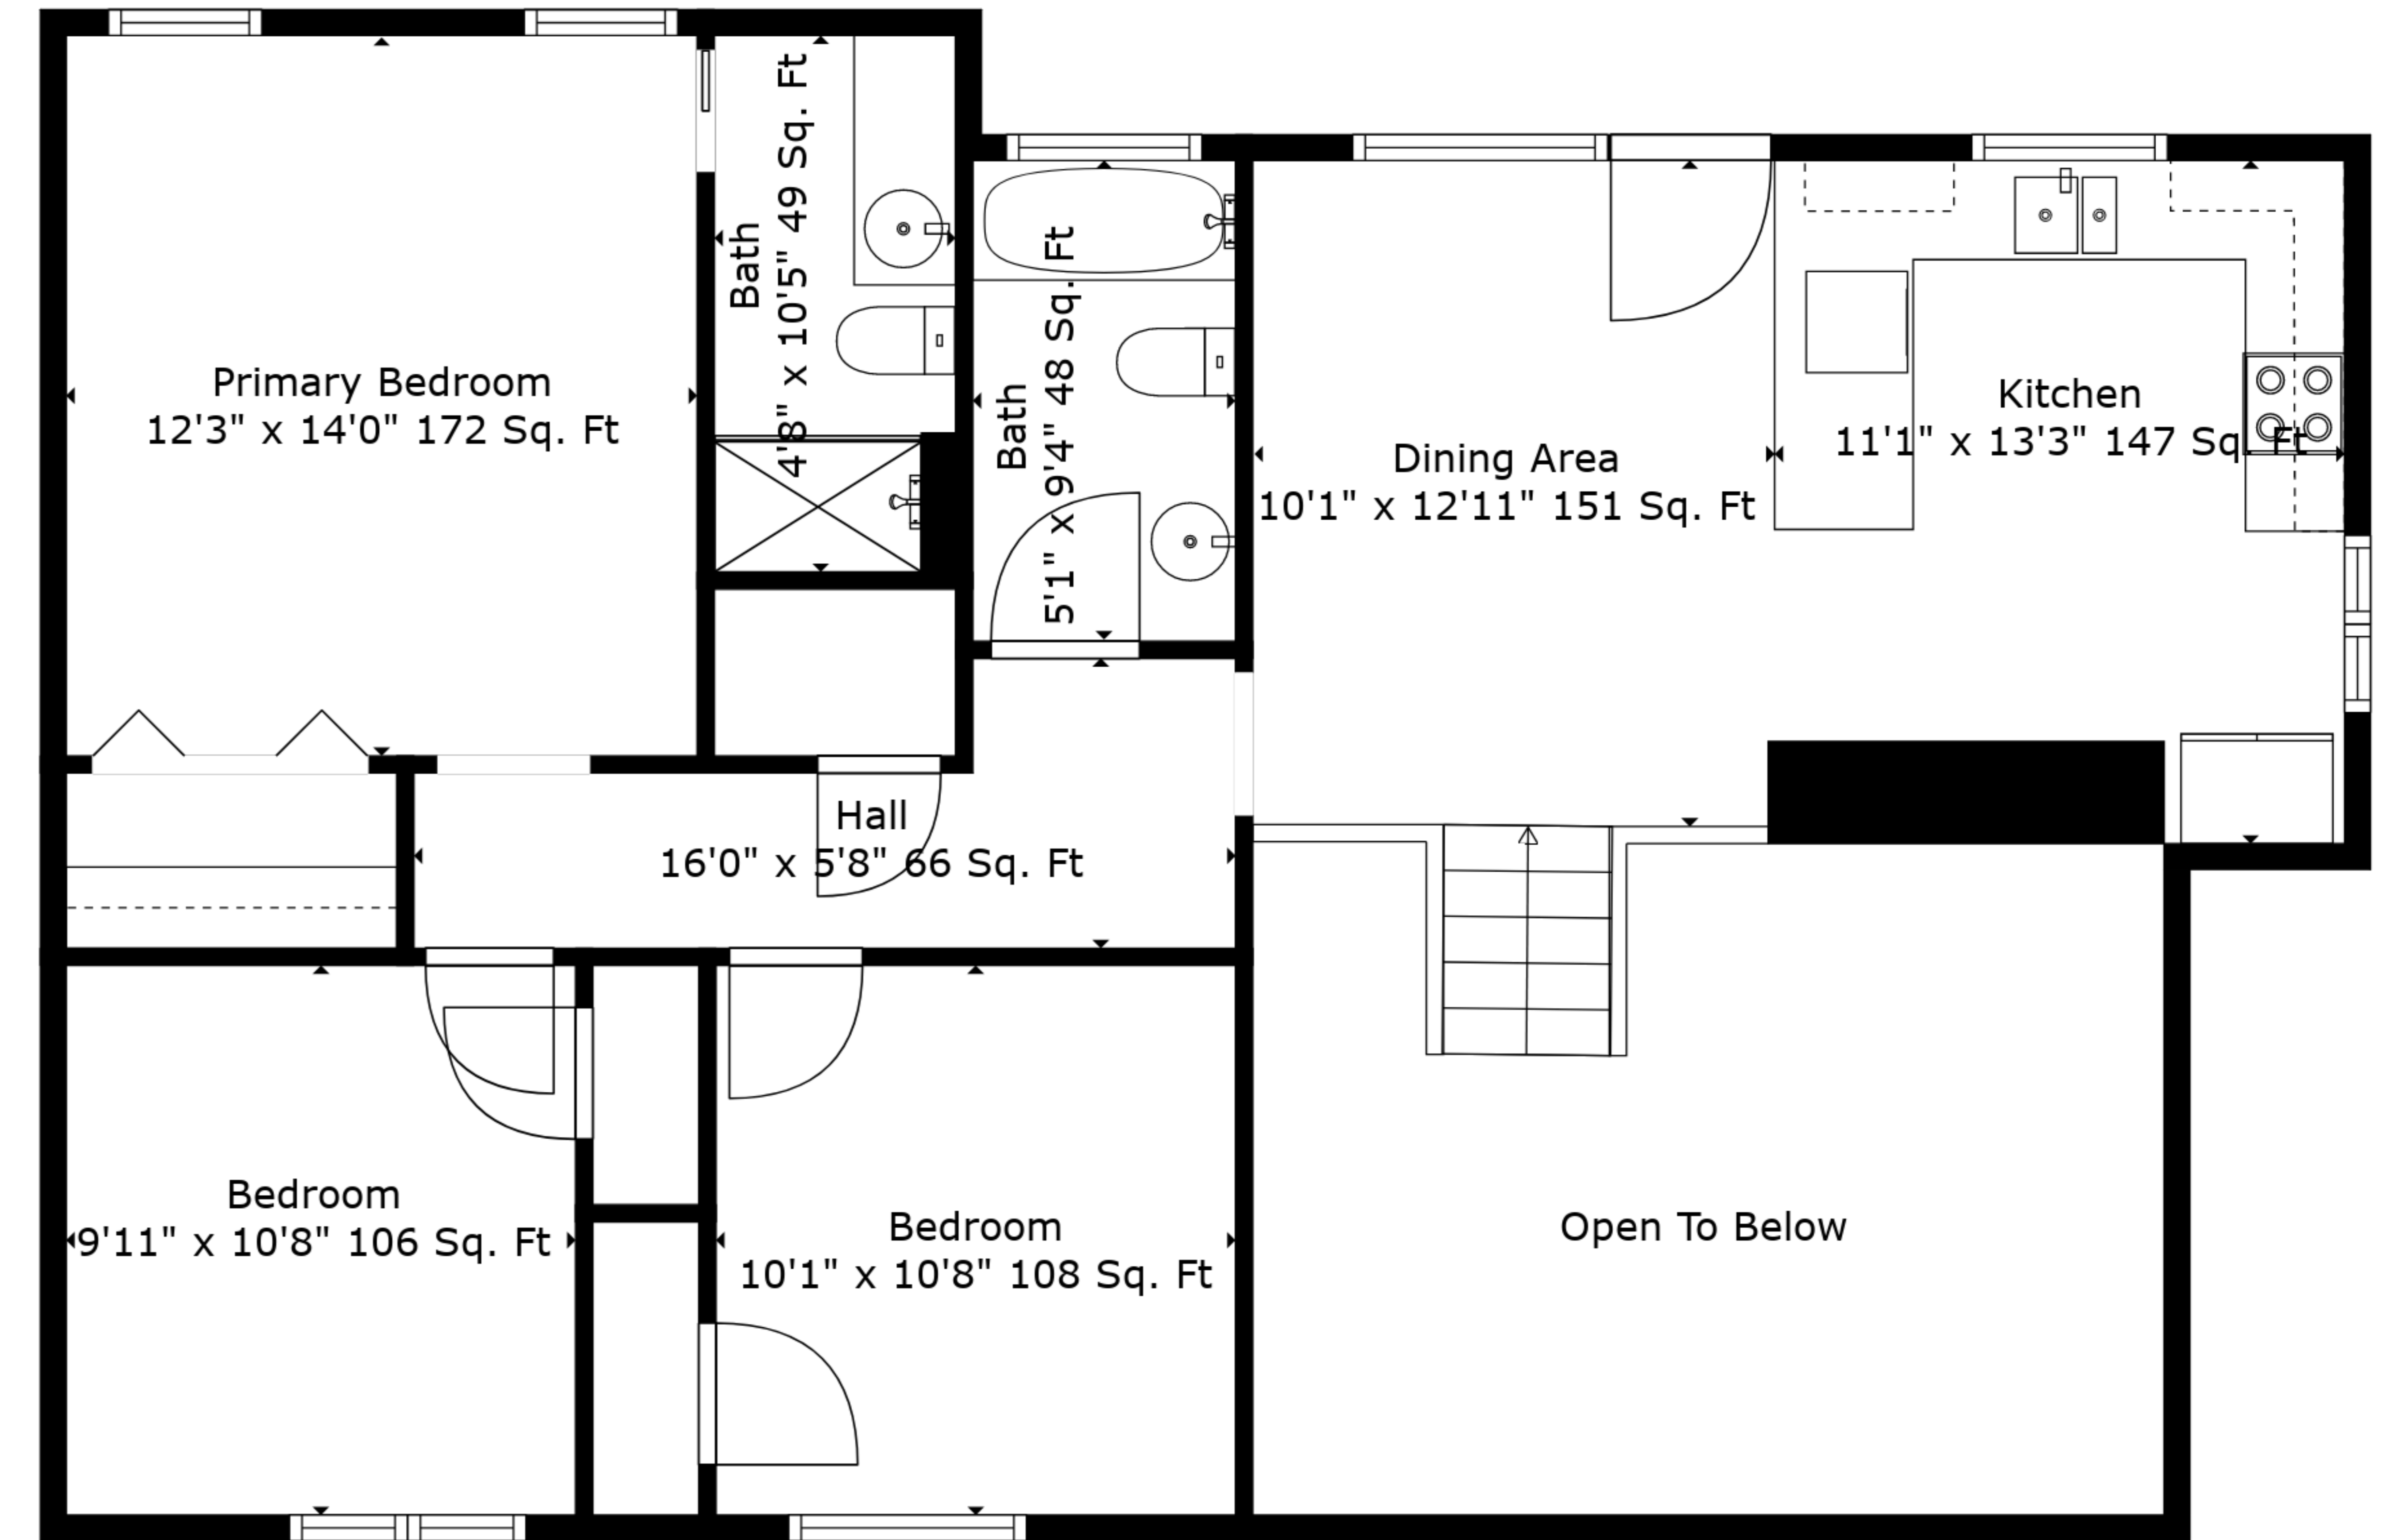 Primary Bedroom
12'3" x 14'0" 172 Sq. Ft
Bath
4'8" x 10'5" 49 Sq. Ft
Bath
5'1" x 9'4" 48 Sq. Ft
Dining Area
10'1" x 12'11" 151 Sq. Ft
Kitchen
11'1" x 13'3" 147 Sq. Ft
Hall
16'0" x 5'8" 66 Sq. Ft
Bedroom
9'11" x 10'8" 106 Sq. Ft
Bedroom
10'1" x 10'8" 108 Sq. Ft
Open To Below